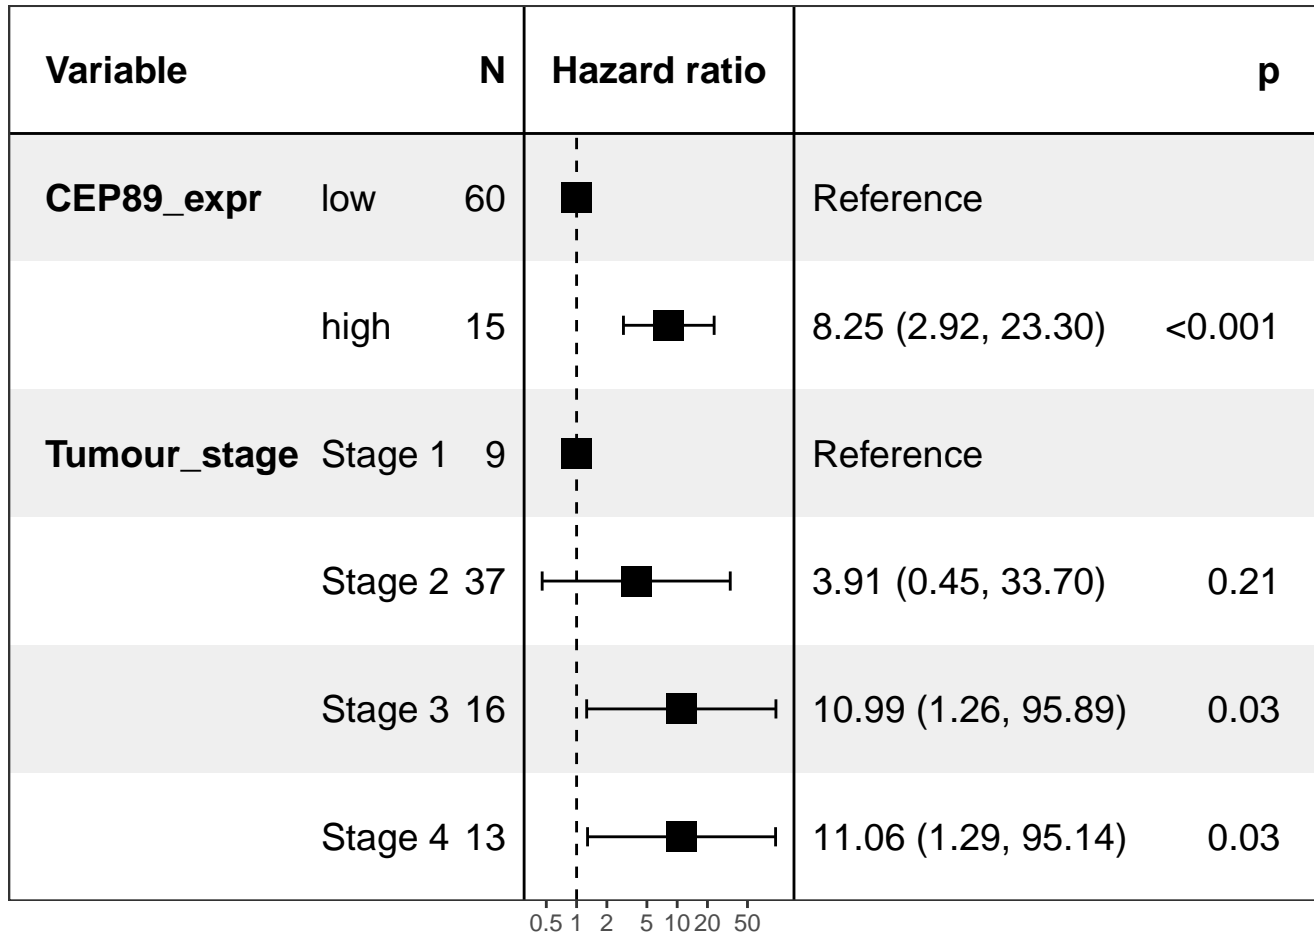 Variable N Hazard ratio p
CEP89_expr low 60 Reference
high 15 8.25 (2.92, 23.30) <0.001
Tumour_stage Stage 1 9 Reference
Stage 2 37 3.91 (0.45, 33.70) 0.21
Stage 3 16 10.99 (1.26, 95.89) 0.03
Stage 4 13 11.06 (1.29, 95.14) 0.03
0.5 1 2 5 10 20 50